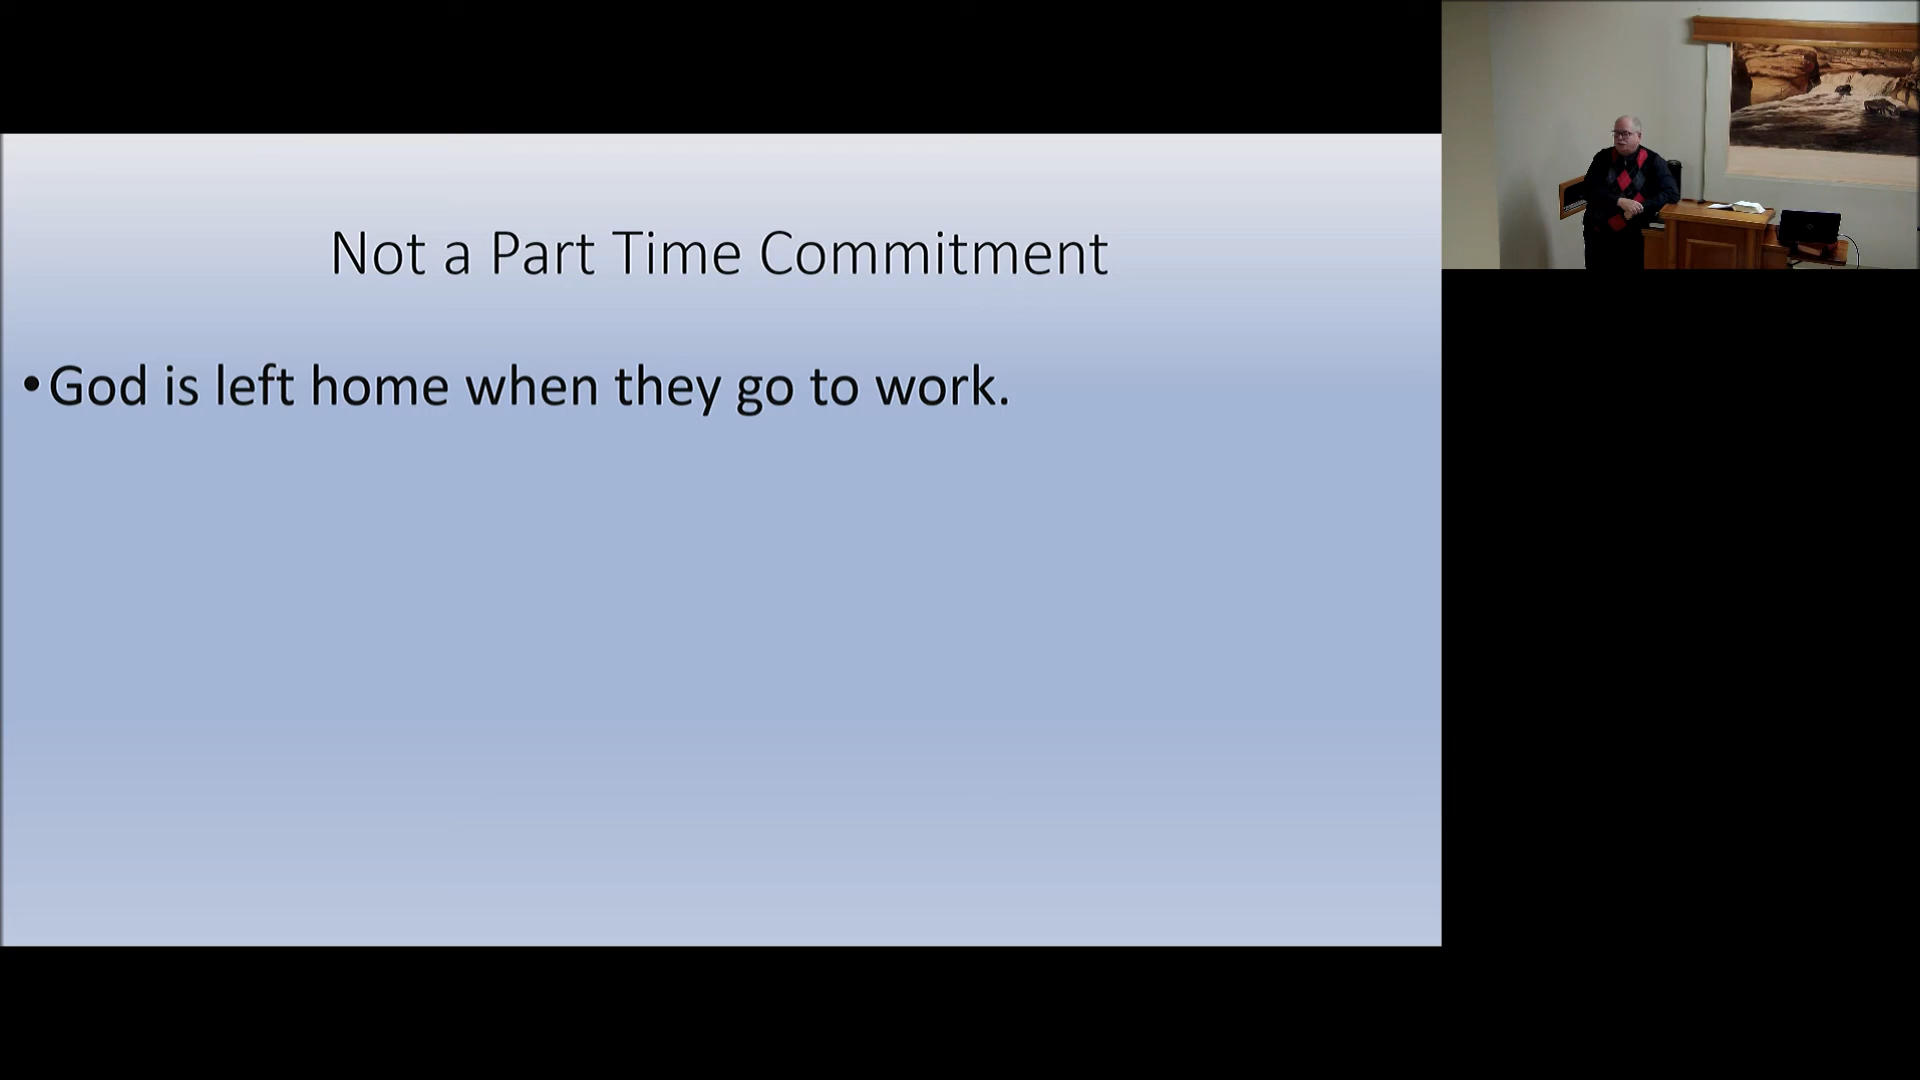 Not a Part Time Commitment
•God is left home when they go to work.